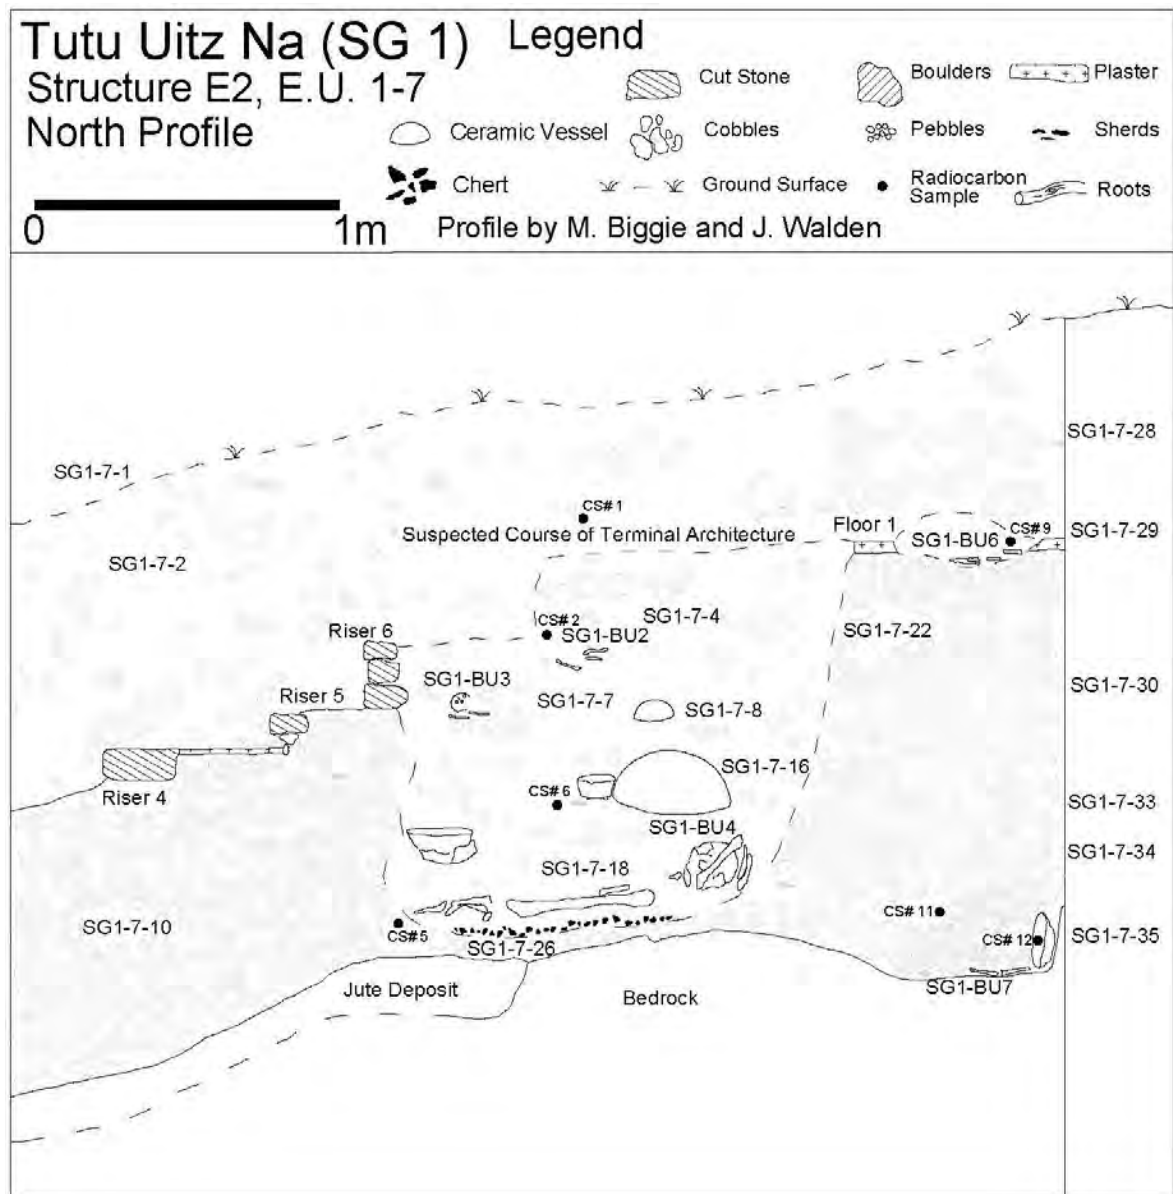 Tutu Uitz Na (SG 1)
Structure E2, E.U. 1-7
North Profile
0 1m
Legend
Cut Stone
Boulders
Plaster
Ceramic Vessel
Cobbles
Pebbles
Sherds
Chert
Ground Surface
Radiocarbon
Sample
Roots
Profile by M. Biggie and J. Walden
SG1-7-28
SG1-7-1
CS# 1
Suspected Course of Terminal Architecture
Floor 1
SG1-BU6
CS# 9
SG1-7-29
SG1-7-2
SG1-7-4
CS# 2
SG1-BU2
SG1-7-22
Riser 6
SG1-BU3
Riser 5
SG1-7-7
SG1-7-8
SG1-7-30
SG1-7-16
Riser 4
CS# 6
SG1-7-33
SG1-BU4
SG1-7-34
SG1-7-18
SG1-7-10
CS# 5
CS# 11
CS# 12
SG1-7-35
SG1-7-26
Jute Deposit
Bedrock
SG1-BU7